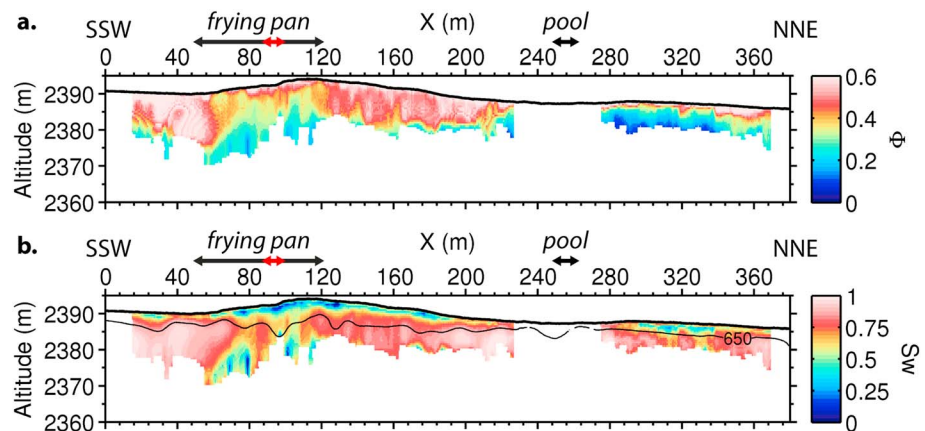 a.
SSW frying pan X (m) pool NNE
0 40 80 120 160 200 240 280 320 360
Altitude (m)
2390
2380
2370
2360
0.6
0.4
0.2
0
Φ
b.
SSW frying pan X (m) pool NNE
0 40 80 120 160 200 240 280 320 360
Altitude (m)
2390
2380
2370
2360
650
1
0.75
0.5
0.25
0
Sw